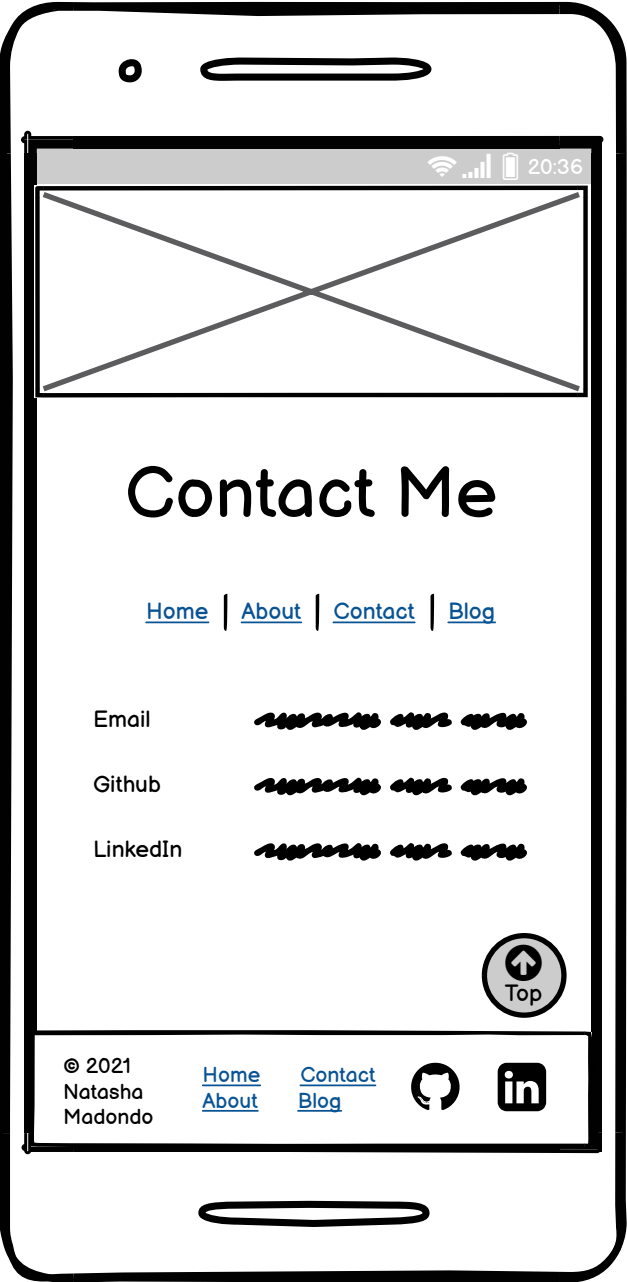 20:36
Contact Me
Home | About | Contact | Blog
Email
Github
LinkedIn
Top
© 2021
Natasha
Madondo
Home Contact
About Blog
in